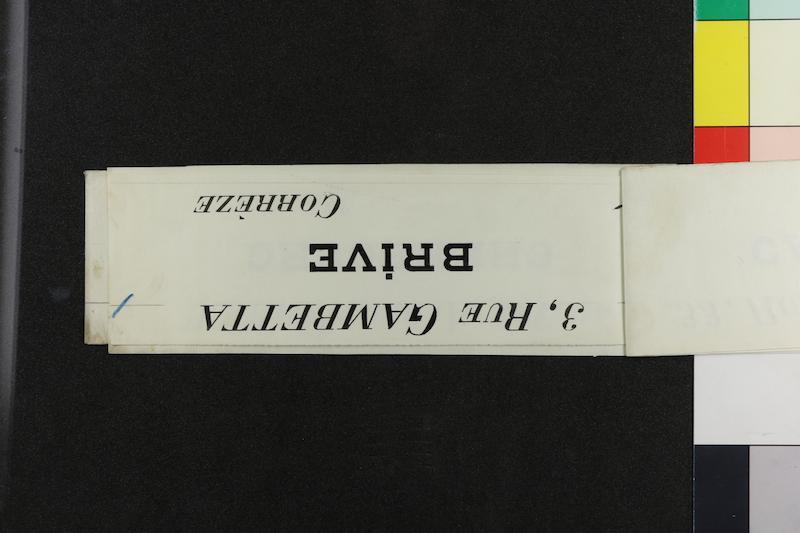 3, RUE GAMBETTA
BRiVE
CORRÈZE